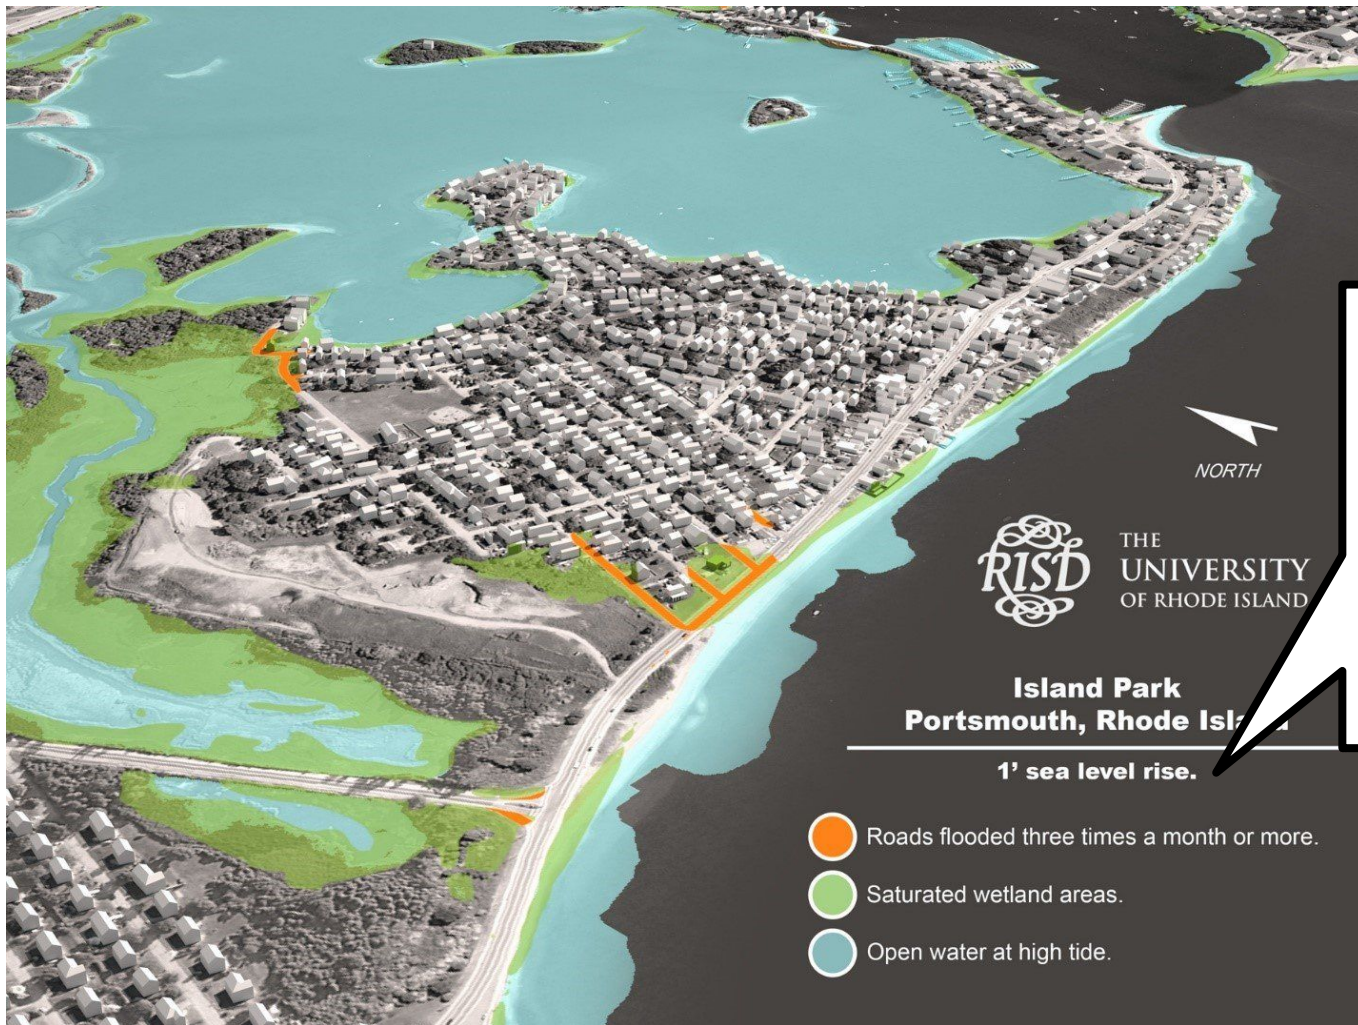 NORTH
RISD
THE
UNIVERSITY
OF RHODE ISLAND
Island Park
Portsmouth, Rhode
1’ sea level rise.
Roads flooded three times a month or more.
Saturated wetland areas.
Open water at high tide.